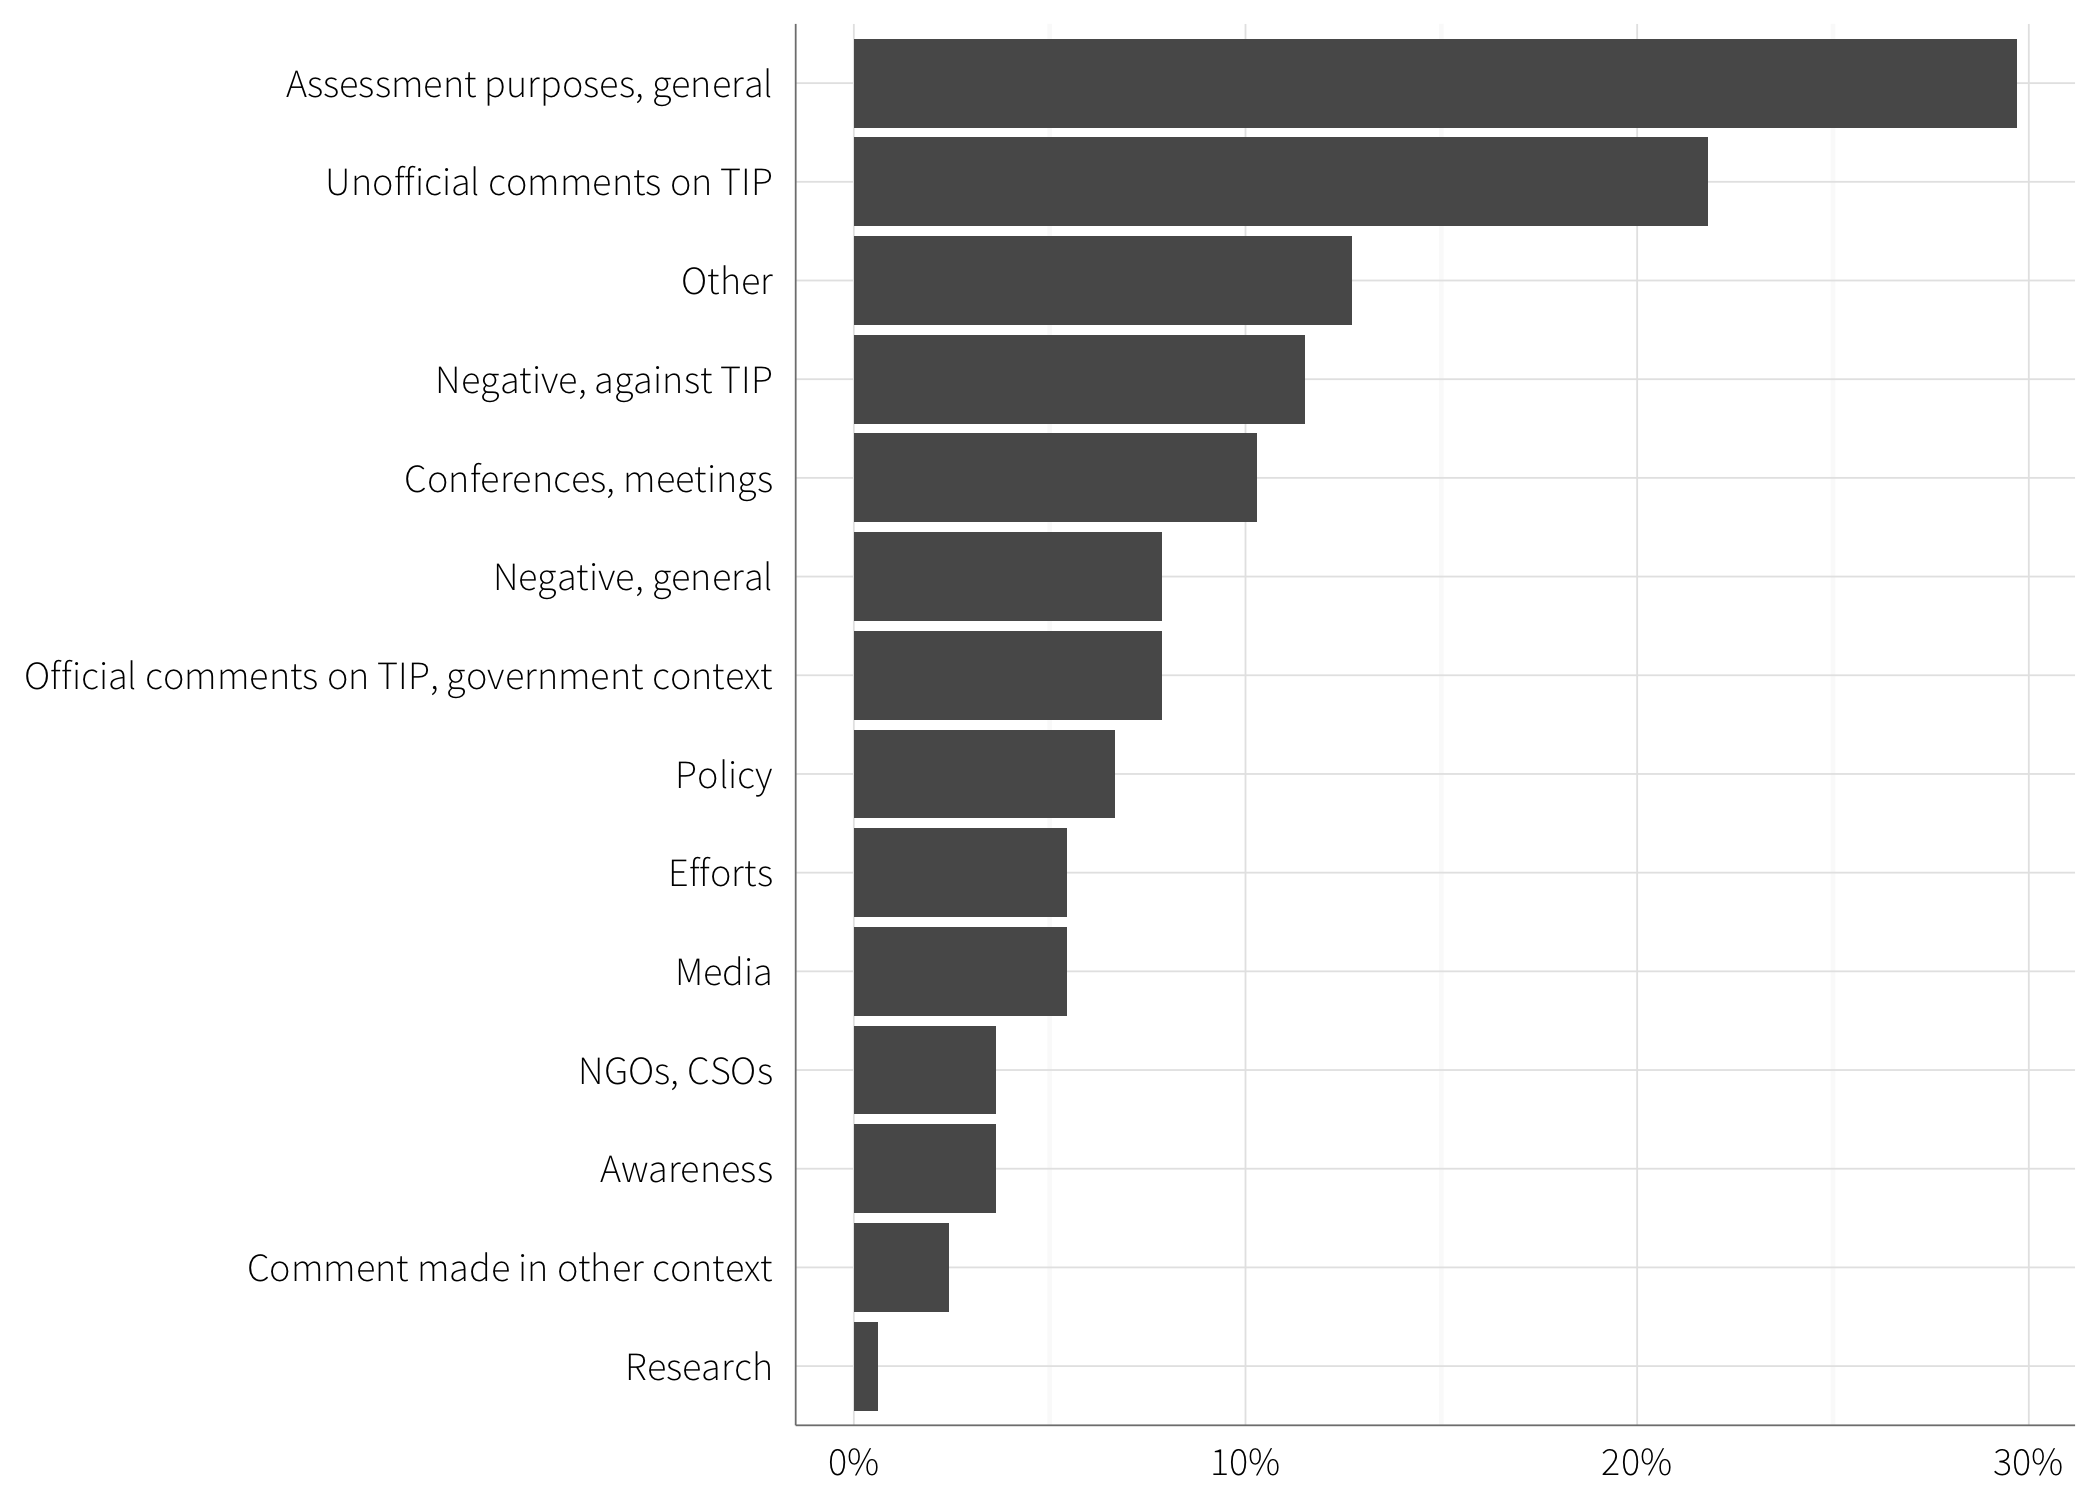 Assessment purposes, general
Unofficial comments on TIP
Other
Negative, against TIP
Conferences, meetings
Negative, general
Official comments on TIP, government context
Policy
Efforts
Media
NGOs, CSOs
Awareness
Comment made in other context
Research
0% 10% 20% 30%